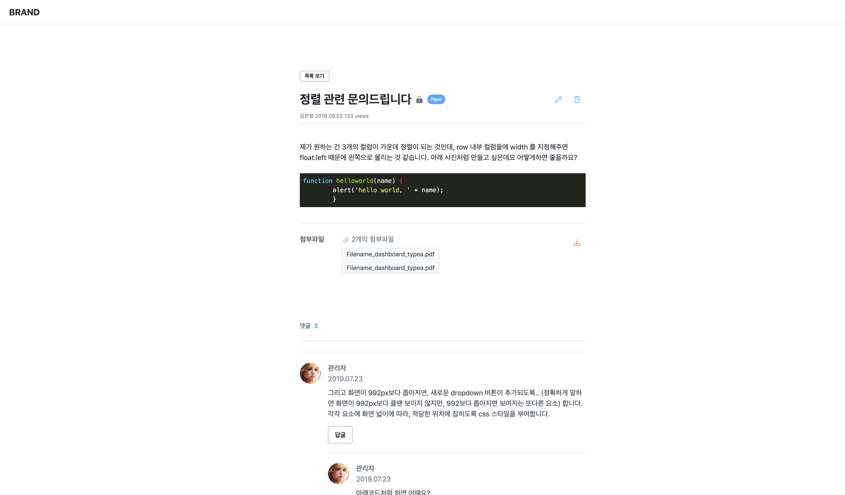 BRAND
목록 보기
정렬 관련 문의드립니다 New
김은정 2019.09.02 123 views
제가 원하는 건 3개의 컬럼이 가운데 정렬이 되는 것인데, row 내부 컬럼들에 width 를 지정해주면
float:left 때문에 왼쪽으로 몰리는 것 같습니다. 아래 사진처럼 만들고 싶은데요 어떻게하면 좋을까요?
function helloworld(name) {
alert('hello world, ' + name);
}
첨부파일 2개의 첨부파일
Filename_dashboard_typea.pdf
Filename_dashboard_typea.pdf
댓글 3
관리자
2019.07.23
그리고 화면이 992px보다 좁아지면, 새로운 dropdown 버튼이 추가되도록.. (정확하게 말하
면 화면이 992px보다 클땐 보이지 않지만, 992보다 좁아지면 보여지는 또다른 요소) 합니다.
각각 요소에 화면 넓이에 따라, 적당한 위치에 잡히도록 css 스타일을 부여합니다.
답글
관리자
2019.07.23
아래코드처럼 하면 어때요?